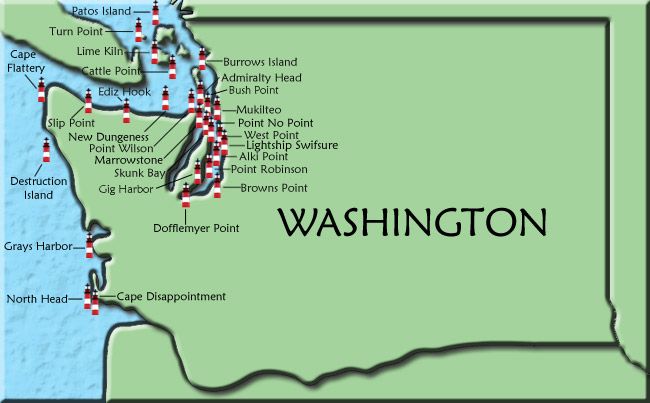 Patos Island
Turn Point
Lime Kiln
Cattle Point
Burrows Island
Cape
Flattery
Admiralty Head
Ediz Hook
Bush Point
Mukilteo
Slip Point
Point No Point
New Dungeness
West Point
Point Wilson
Lightship Swifsure
Marrowstone
Alki Point
Skunk Bay
Point Robinson
Destruction
Island
Gig Harbor
Browns Point
Dofflemyer Point
WASHINGTON
Grays Harbor
North Head
Cape Disappointment